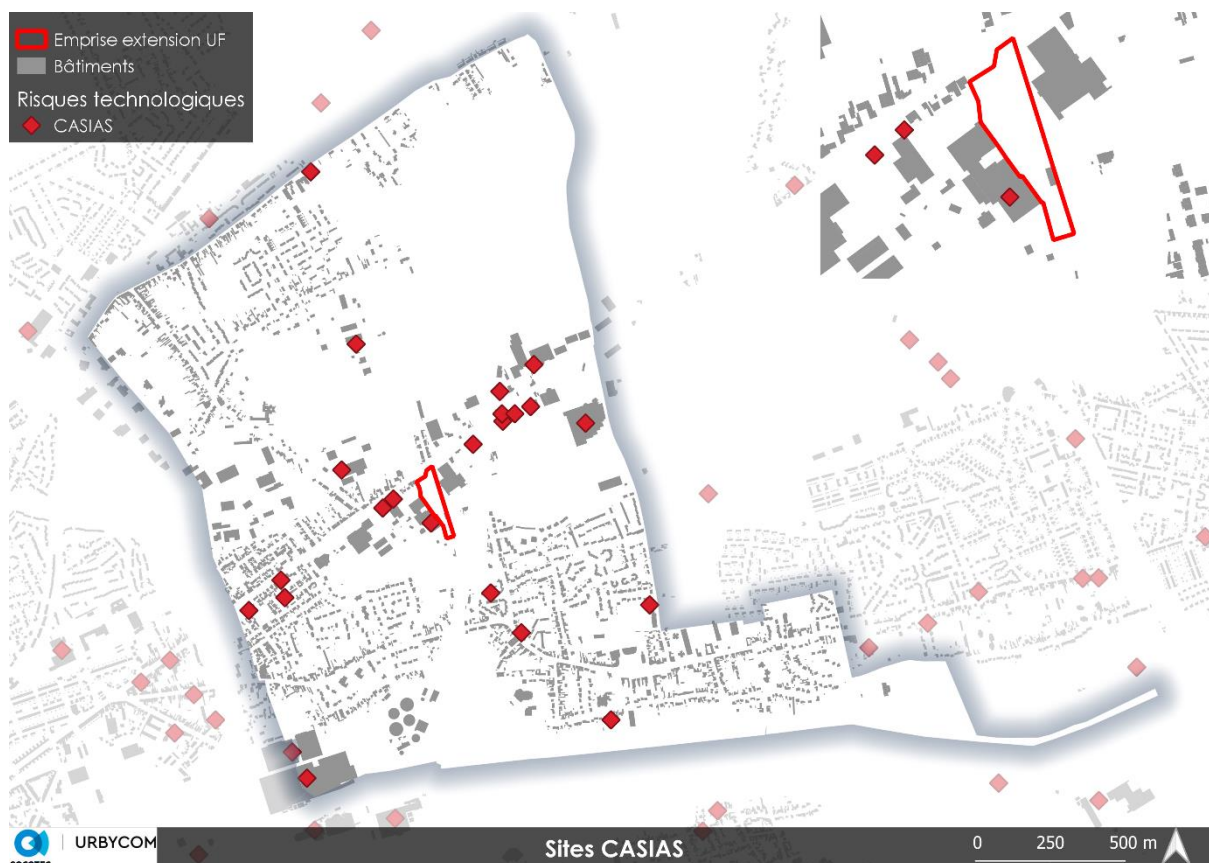 Emprise extension UF
Bâtiments
Risques technologiques
CASIAS
URBYCOM
Sites CASIAS
0 250 500 m